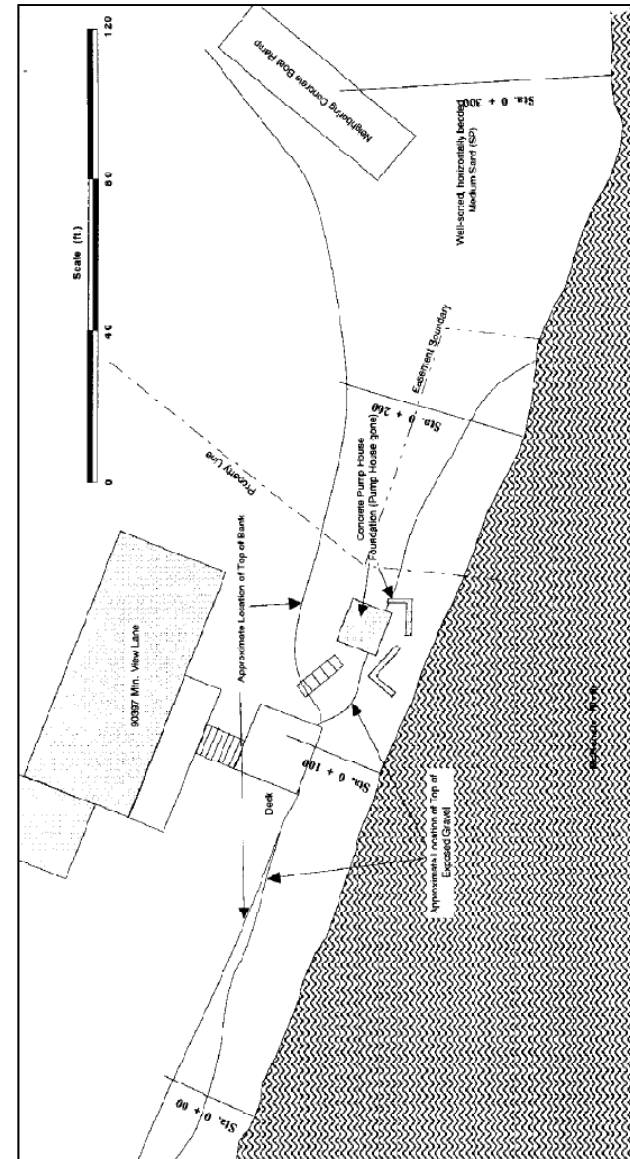 Scale (ft.)
0
40
80
120
Neighboring Concrete Boat Ramp
Sta. 0 + 300
Well-sorted, horizontally bedded
Medium Sand (SP)
Easement Boundary
Sta. 0 + 260
Property Line
Concrete Pump House
Foundation (Pump House gone)
Approximate Location of Top of Bank
90397 Mtn. View Lane
Deck
Sta. 0 + 100
Approximate Location of Top of
Exposed Gravel
Sta. 0 + 00